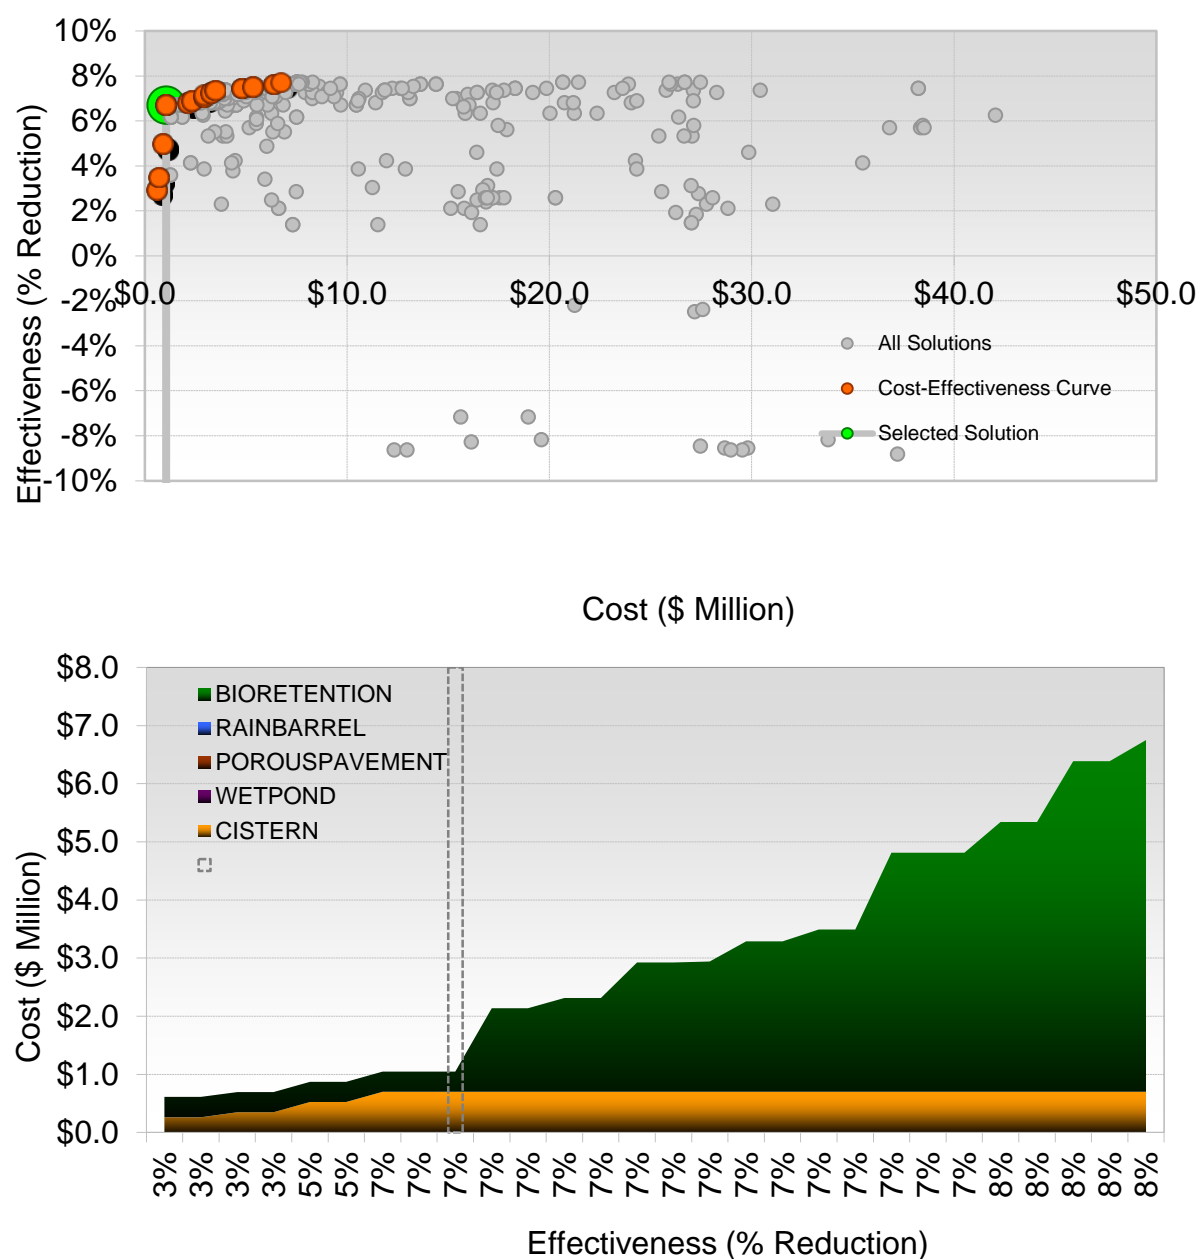 10%
8%
6%
4%
2%
0%
-2%
-4%
-6%
-8%
-10%
Effectiveness (% Reduction)
$0.0 $10.0 $20.0 $30.0 $40.0 $50.0
All Solutions
Cost-Effectiveness Curve
Selected Solution
Cost ($ Million)
$8.0
$7.0
$6.0
$5.0
$4.0
$3.0
$2.0
$1.0
$0.0
Cost ($ Million)
BIORETENTION
RAINBARREL
POROUSPAVEMENT
WETPOND
CISTERN
3% 3% 3% 3% 5% 5% 7% 7% 7% 7% 7% 7% 7% 7% 7% 7% 7% 7% 7% 7% 7% 7% 7% 8% 8% 8% 8% 8%
Effectiveness (% Reduction)